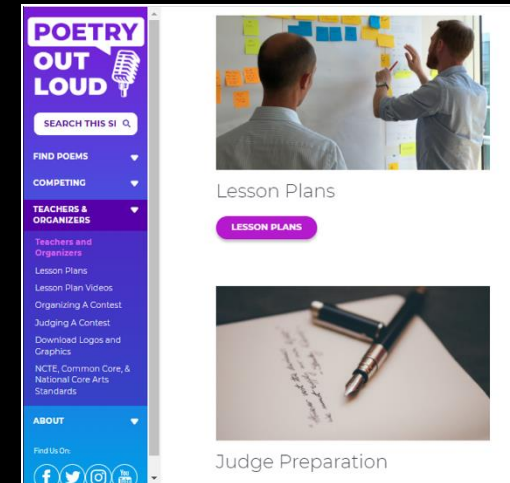 POETRY
OUT
LOUD
SEARCH THIS SI
FIND POEMS
COMPETING
TEACHERS &
ORGANIZERS
Teachers and
Organizers
Lesson Plans
Lesson Plan Videos
Organizing A Contest
Judging A Contest
Download Logos and
Graphics
NCTE, Common Core, &
National Core Arts
Standards
ABOUT
Find Us On:
You
Lesson Plans
LESSON PLANS
Judge Preparation